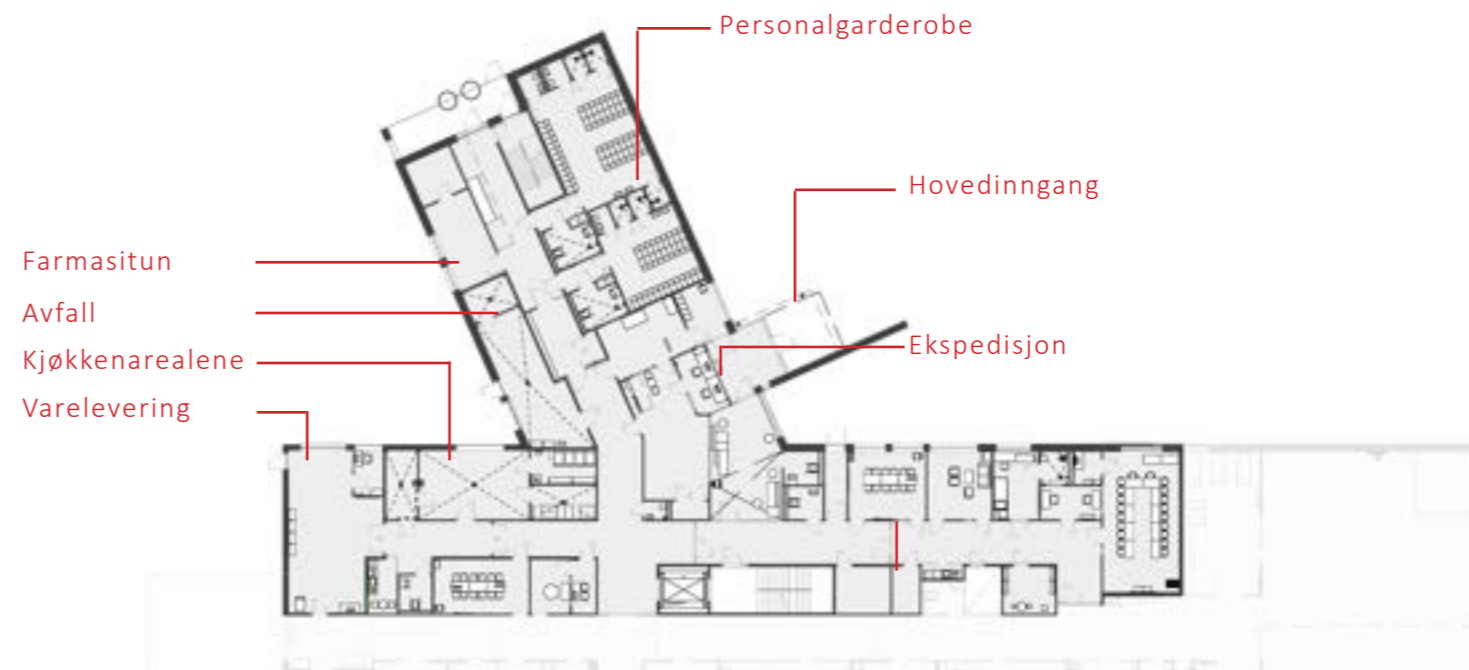 Personalgarderobe
Hovedinngang
Farmasitun
Avfall
Ekspedisjon
Kjøkkenarealene
Varelevering